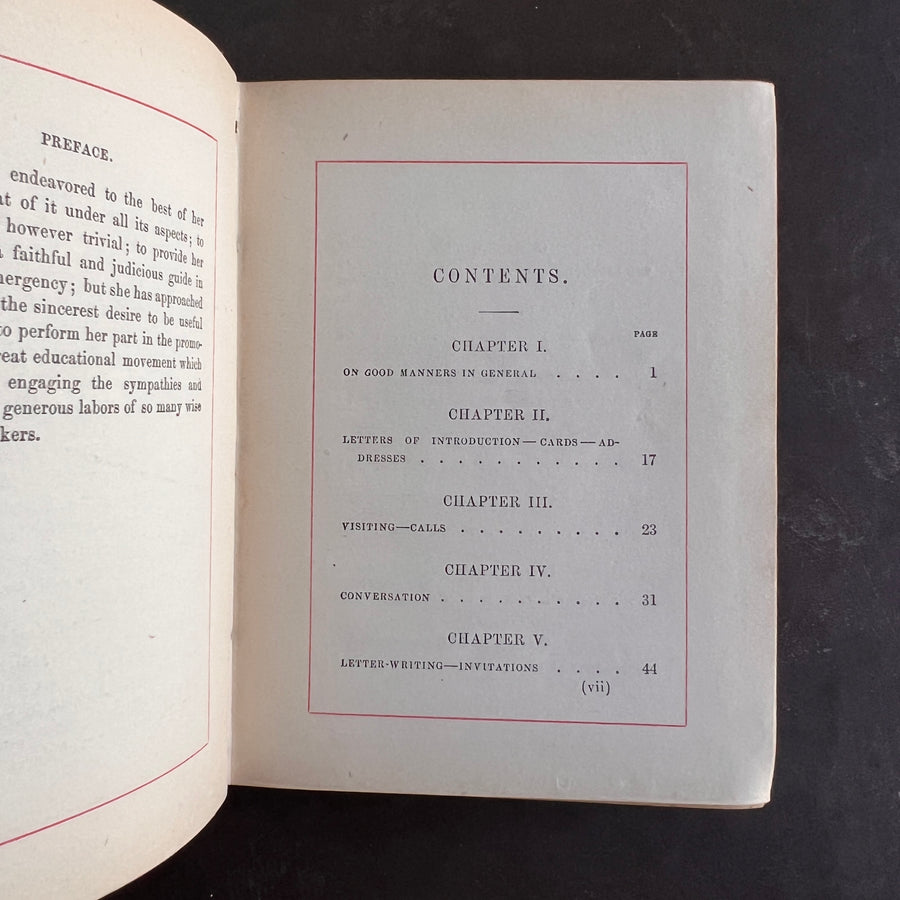 PREFACE.
endeavored to the best of her
of it under all its aspects; to
however trivial; to provide her
faithful and judicious guide in
but she has approached
the sincerest desire to be useful
to perform her part in the promo-
educational movement which
engaging the sympathies and
generous labors of so many wise
CONTENTS.
PAGE
CHAPTER I.
ON GOOD MANNERS IN GENERAL . . . . 1
CHAPTER II.
LETTERS OF INTRODUCTION—CARDS—AD-
DRESSES . . . . . . . . . . . 17
CHAPTER III.
VISITING—CALLS . . . . . . . . . 23
CHAPTER IV.
CONVERSATION . . . . . . . . . . 31
CHAPTER V.
LETTER-WRITING—INVITATIONS . . . . 44
(vii)